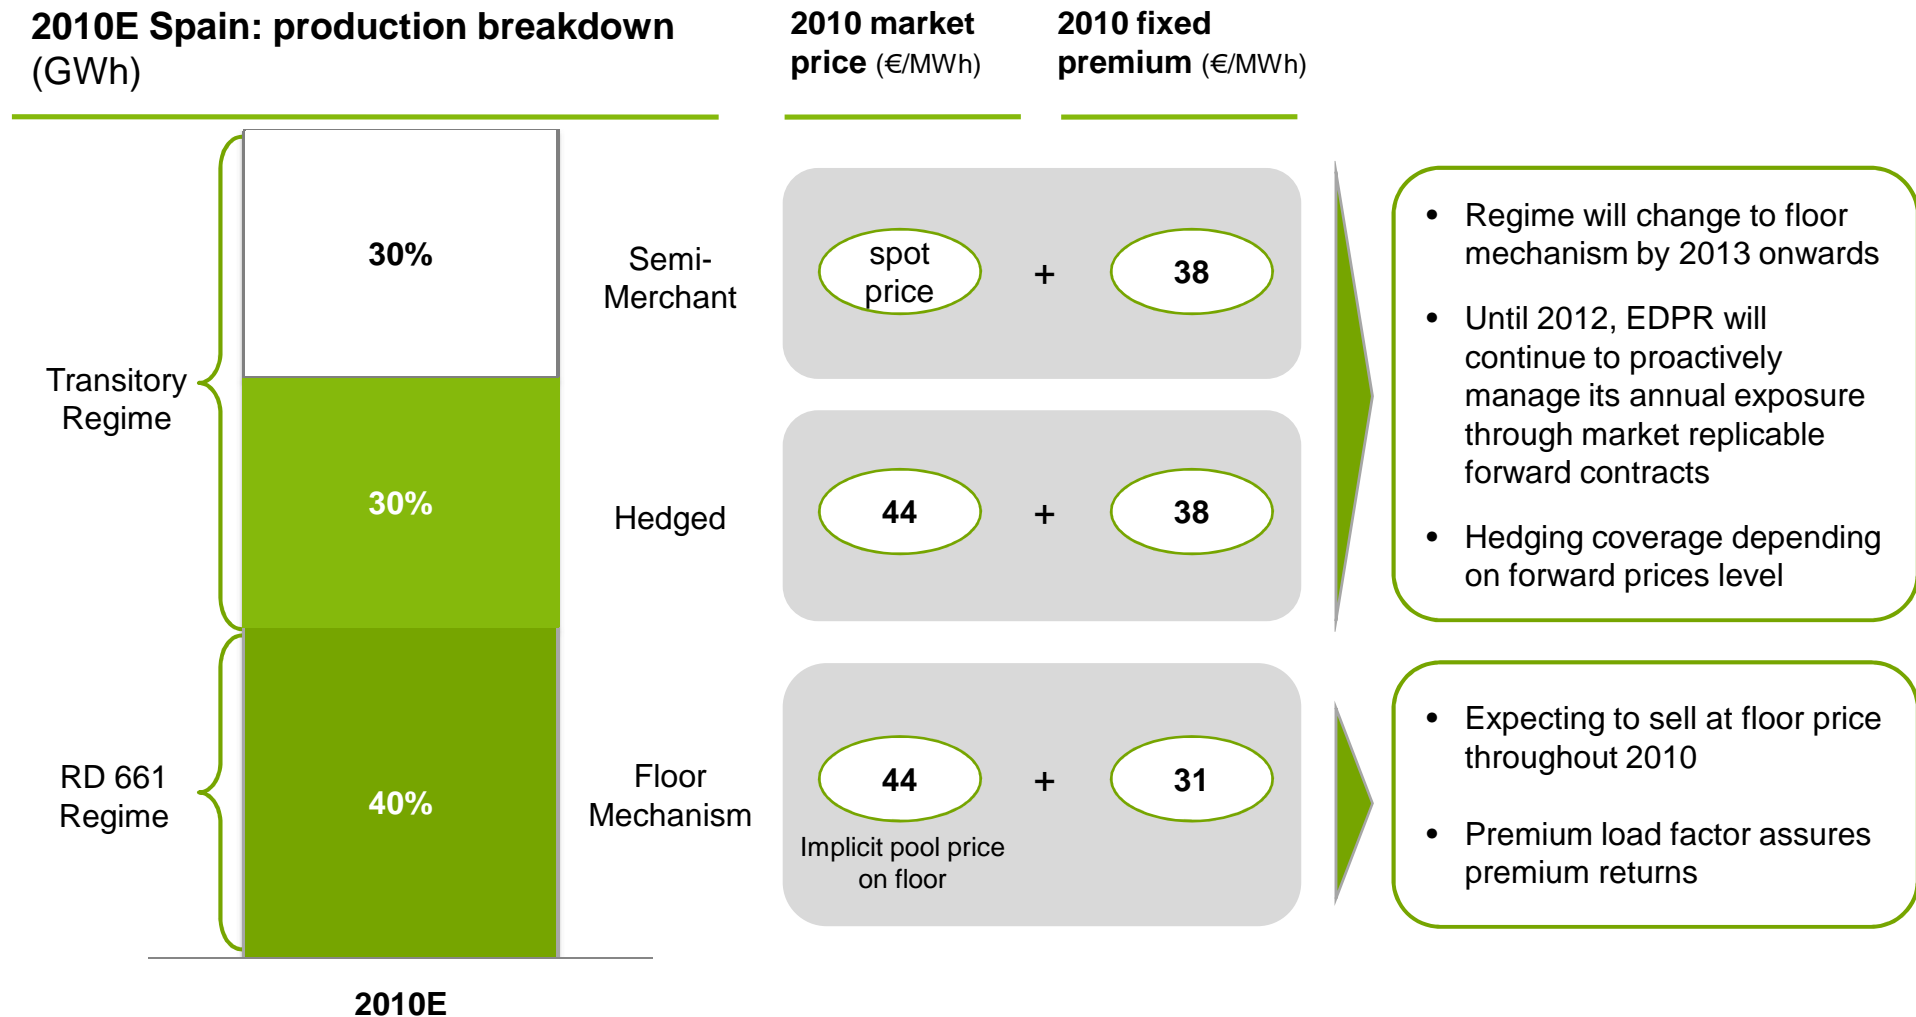 2010E Spain: production breakdown
(GWh)
2010 market
price (€/MWh)
2010 fixed
premium (€/MWh)
Transitory
Regime
RD 661
Regime
30%
30%
40%
2010E
Semi-
Merchant
spot
price
+
38
Hedged
44
+
38
Floor
Mechanism
44
+
31
Implicit pool price
on floor
• Regime will change to floor
mechanism by 2013 onwards
• Until 2012, EDPR will
continue to proactively
manage its annual exposure
through market replicable
forward contracts
• Hedging coverage depending
on forward prices level
• Expecting to sell at floor price
throughout 2010
• Premium load factor assures
premium returns